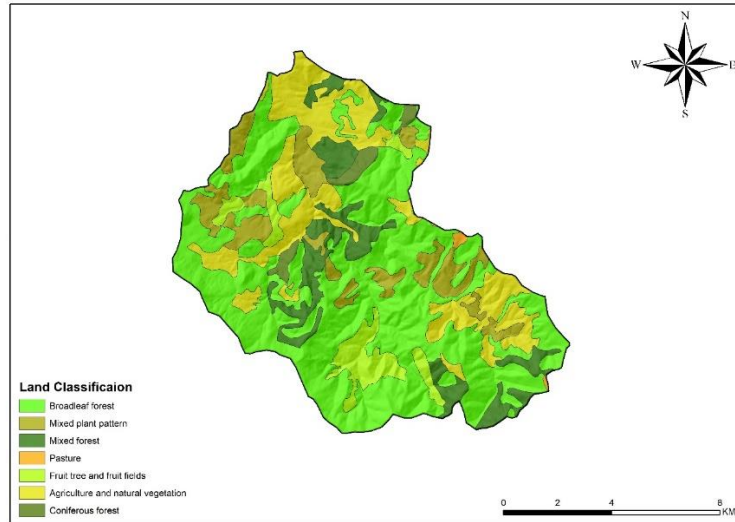 N
W E
S
Land Classificaion
Broadleaf forest
Mixed plant pattern
Mixed forest
Pasture
Fruit tree and fruit fields
Agriculture and natural vegetation
Coniferous forest
0 2 4 6 8
KM